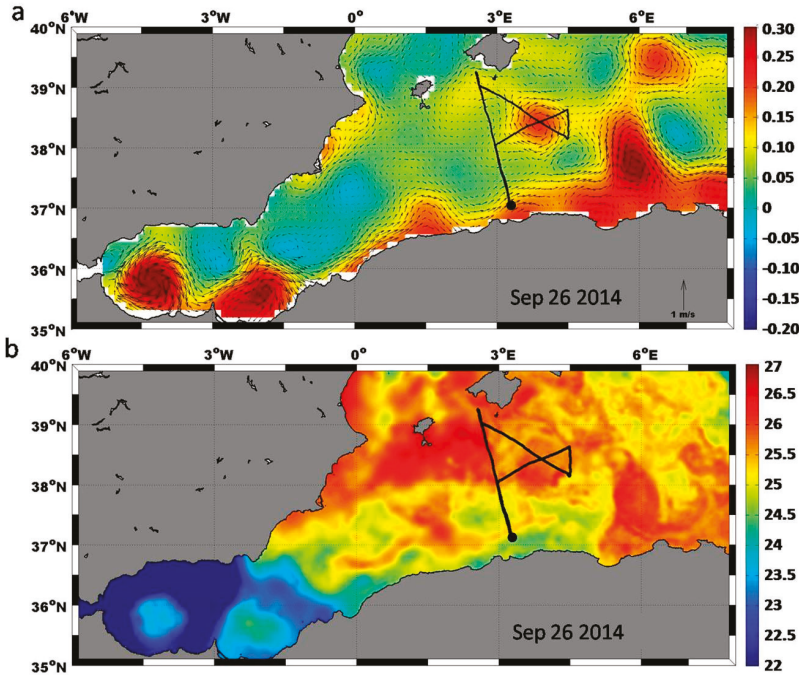 a
6°W 3°W 0° 3°E 6°E
40°N
39°N
38°N
37°N
36°N
35°N
0.30
0.25
0.20
0.15
0.10
0.05
0
-0.05
-0.10
-0.15
-0.20
Sep 26 2014
1 m/s
b
6°W 3°W 0° 3°E 6°E
40°N
39°N
38°N
37°N
36°N
35°N
27
26.5
26
25.5
25
24.5
24
23.5
23
22.5
22
Sep 26 2014